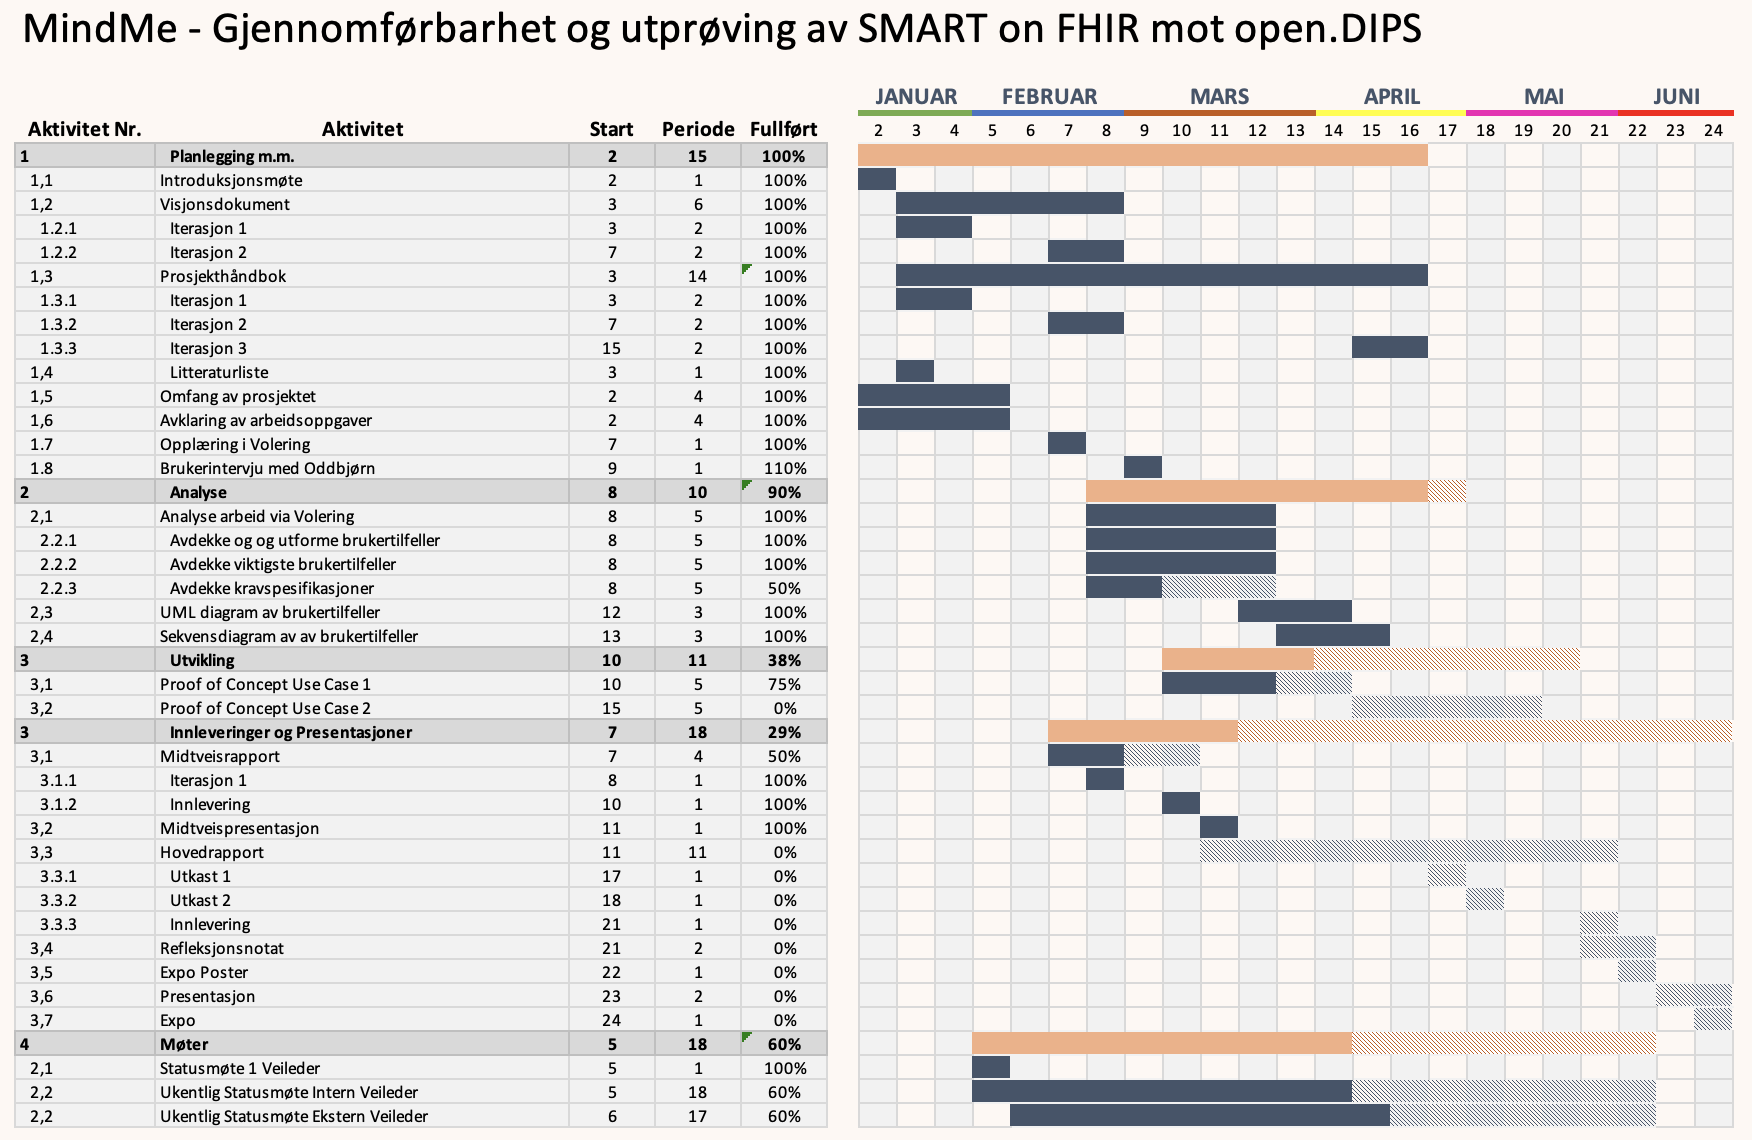 MindMe - Gjennomførbarhet og utprøving av SMART on FHIR mot open.DIPS
JANUAR FEBRUAR MARS APRIL MAI JUNI
Aktivitet Nr. Aktivitet Start Periode Fullført 2 3 4 5 6 7 8 9 10 11 12 13 14 15 16 17 18 19 20 21 22 23 24
1 Planlegging m.m. 2 15 100%
1,1 Introduksjonsmøte 2 1 100%
1,2 Visjonsdokument 3 6 100%
1.2.1 Iterasjon 1 3 2 100%
1.2.2 Iterasjon 2 7 2 100%
1,3 Prosjekthåndbok 3 14 100%
1.3.1 Iterasjon 1 3 2 100%
1.3.2 Iterasjon 2 7 2 100%
1.3.3 Iterasjon 3 15 2 100%
1,4 Litteraturliste 3 1 100%
1,5 Omfang av prosjektet 2 4 100%
1,6 Avklaring av arbeidsoppgaver 2 4 100%
1.7 Opplæring i Volering 7 1 100%
1.8 Brukerintervju med Oddbjørn 9 1 110%
2 Analyse 8 10 90%
2,1 Analyse arbeid via Volering 8 5 100%
2.2.1 Avdekke og og utforme brukertilfeller 8 5 100%
2.2.2 Avdekke viktigste brukertilfeller 8 5 100%
2.2.3 Avdekke kravspesifikasjoner 8 5 50%
2,3 UML diagram av brukertilfeller 12 3 100%
2,4 Sekvensdiagram av av brukertilfeller 13 3 100%
3 Utvikling 10 11 38%
3,1 Proof of Concept Use Case 1 10 5 75%
3,2 Proof of Concept Use Case 2 15 5 0%
3 Innleveringer og Presentasjoner 7 18 29%
3,1 Midtveisrapport 7 4 50%
3.1.1 Iterasjon 1 8 1 100%
3.1.2 Innlevering 10 1 100%
3,2 Midtveispresentasjon 11 1 100%
3,3 Hovedrapport 11 11 0%
3.3.1 Utkast 1 17 1 0%
3.3.2 Utkast 2 18 1 0%
3.3.3 Innlevering 21 1 0%
3,4 Refleksjonsnotat 21 2 0%
3,5 Expo Poster 22 1 0%
3,6 Presentasjon 23 2 0%
3,7 Expo 24 1 0%
4 Møter 5 18 60%
2,1 Statusmøte 1 Veileder 5 1 100%
2,2 Ukentlig Statusmøte Intern Veileder 5 18 60%
2,2 Ukentlig Statusmøte Ekstern Veileder 6 17 60%